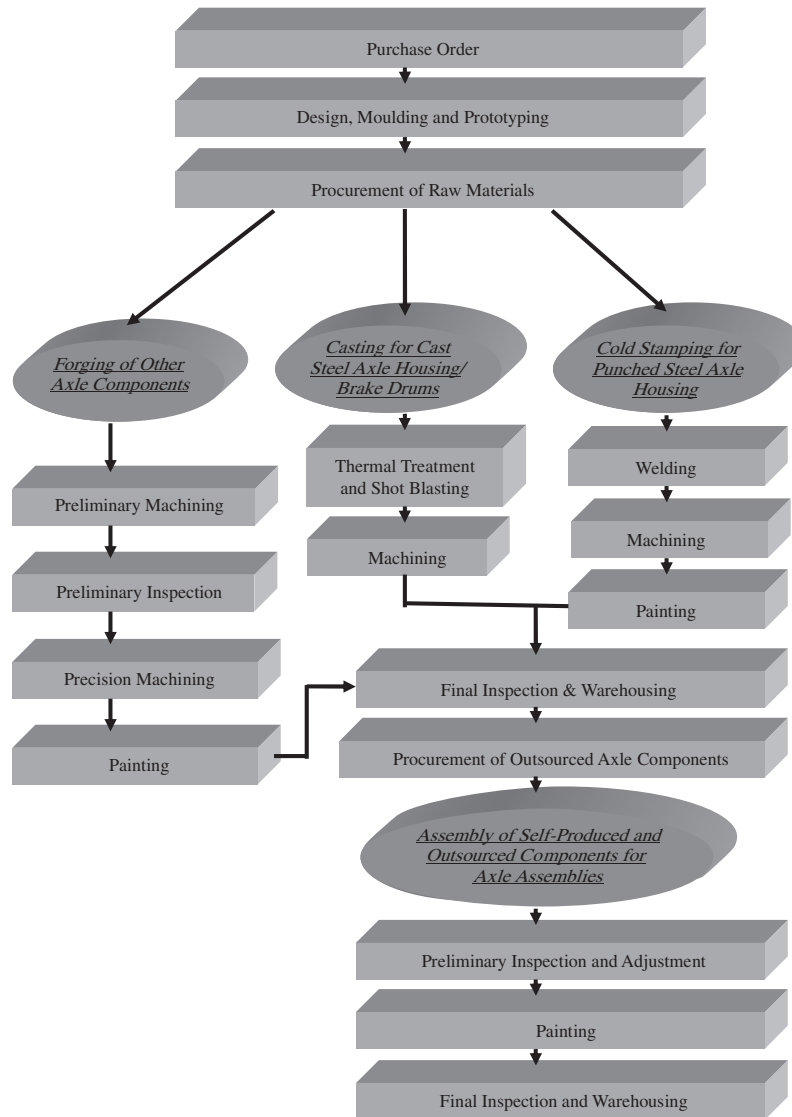 Purchase Order
Design, Moulding and Prototyping
Procurement of Raw Materials
Forging of Other
Axle Components
Casting for Cast
Steel Axle Housing/
Brake Drums
Cold Stamping for
Punched Steel Axle
Housing
Preliminary Machining
Preliminary Inspection
Precision Machining
Painting
Thermal Treatment
and Shot Blasting
Machining
Welding
Machining
Painting
Final Inspection & Warehousing
Procurement of Outsourced Axle Components
Assembly of Self-Produced and
Outsourced Components for
Axle Assemblies
Preliminary Inspection and Adjustment
Painting
Final Inspection and Warehousing